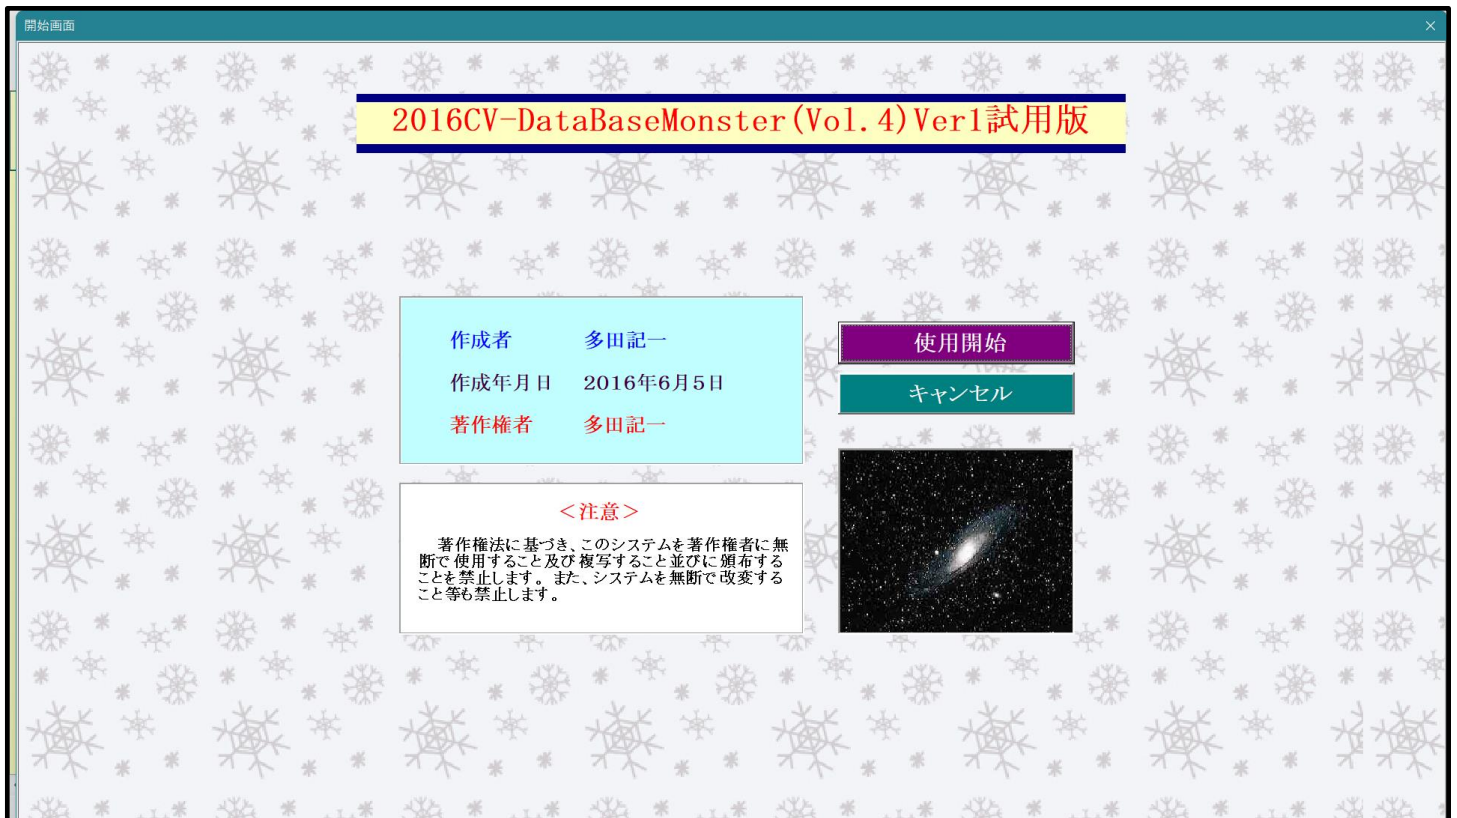 開始画面
2016CV-DataBaseMonster(Vol.4)Ver1試用版
作成者 多田記一
作成年月日 2016年6月5日
著作権者 多田記一
使用開始
キャンセル
＜注意＞
著作権法に基づき、このシステムを著作権者に無
断で使用すること及び複写すること並びに頒布する
ことを禁止します。また、システムを無断で改変する
こと等も禁止します。